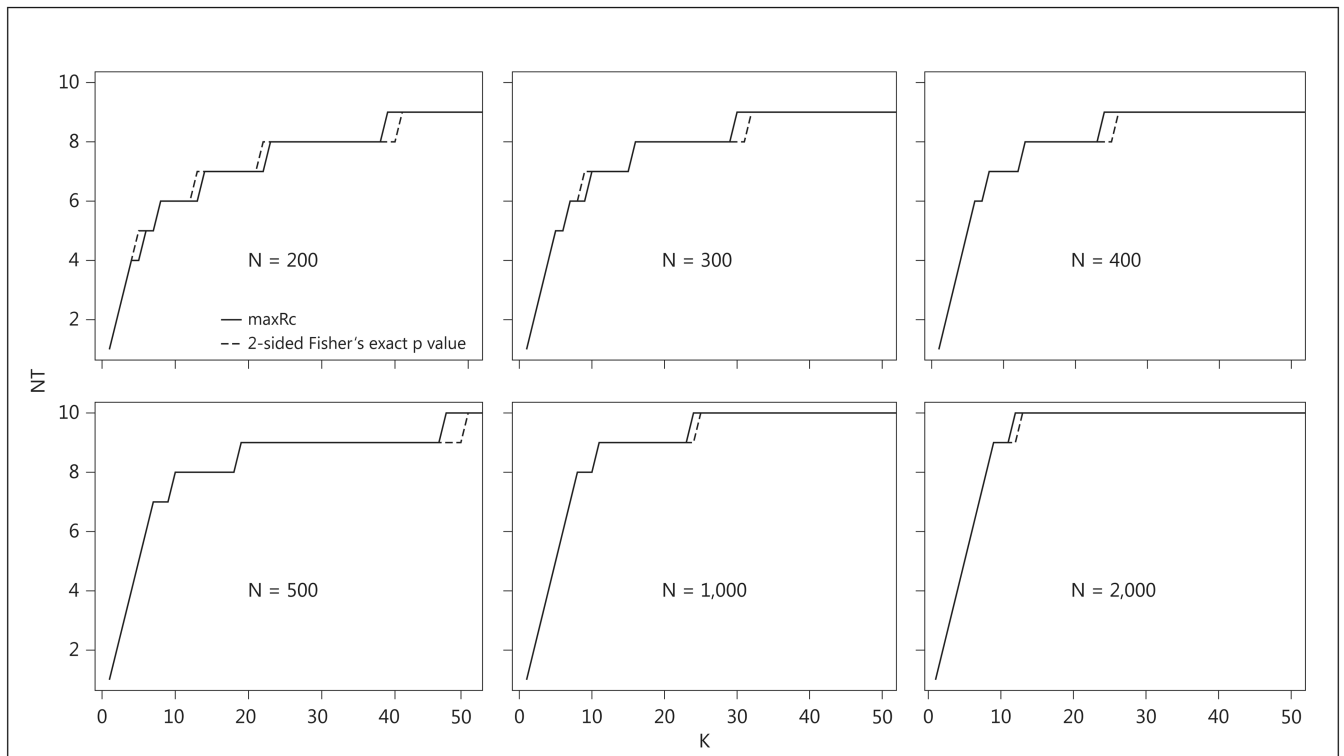 10
8
6
4
2
N = 200
maxRc
2-sided Fisher's exact p value
N = 300
N = 400
NT
10
8
6
4
2
N = 500
N = 1,000
N = 2,000
0 10 20 30 40 50
0 10 20 30 40 50
0 10 20 30 40 50
K